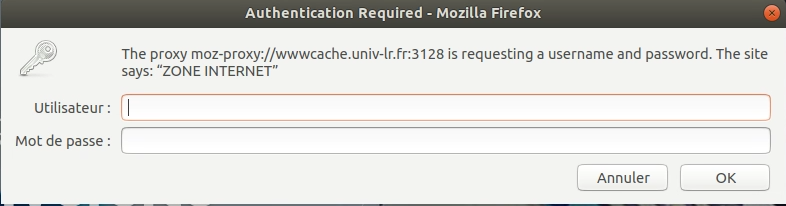 Authentication Required - Mozilla Firefox
The proxy moz-proxy://wwwcache.univ-lr.fr:3128 is requesting a username and password. The site
says: “ZONE INTERNET”
Utilisateur :
Mot de passe :
Annuler
OK